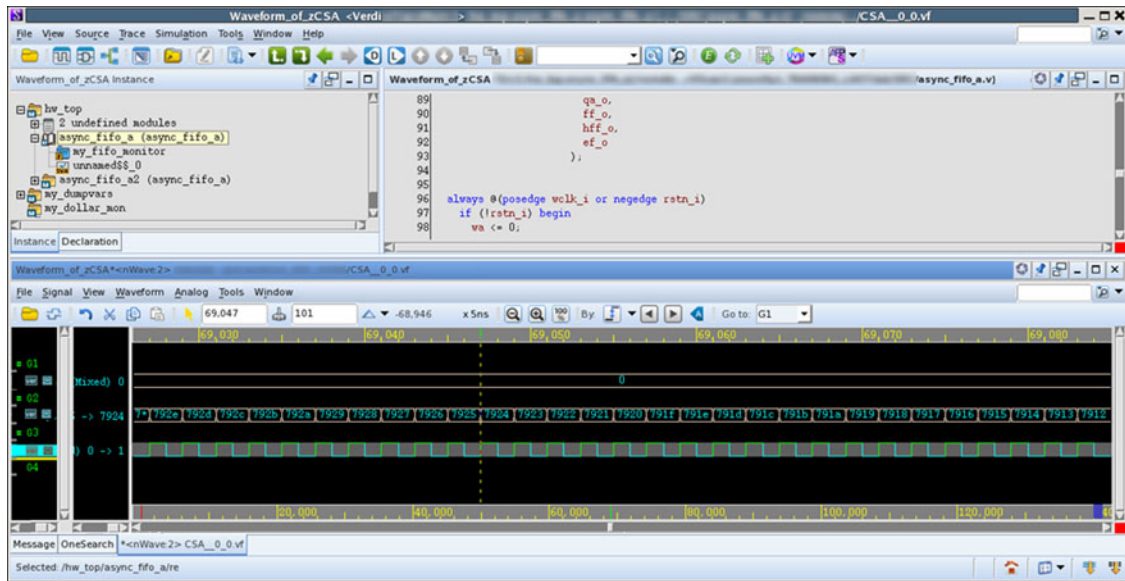 Waveform_of_zCSA <Verdi > /CSA__0_0.vf
File View Source Trace Simulation Tools Window Help
Waveform_of_zCSA Instance
Waveform_of_zCSA async_fifo_a.v)
hw_top
2 undefined modules
async_fifo_a (async_fifo_a)
my_fifo_monitor
unnamed$$_0
async_fifo_a2 (async_fifo_a)
my_dumpvars
my_dollar_mon
Instance Declaration
89 qa_o,
90 ff_o,
91 hff_o,
92 ef_o
93 );
94
95
96 always @(posedge wclk_i or negedge rstn_i)
97 if (!rstn_i) begin
98 wa <= 0;
Waveform_of_zCSA*<nWave:2> /CSA__0_0.vf
File Signal View Waveform Analog Tools Window
69,047 101 -68,946 x 5ns By: Go to: G1
69,030 69,040 69,050 69,060 69,070 69,080
G1
(Mixed) 0 0
G2
-> 7924 7* 792e 792d 792c 792b 792a 7929 7928 7927 7926 7925 7924 7923 7922 7921 7920 791f 791e 791d 791c 791b 791a 7919 7918 7917 7916 7915 7914 7913 7912
G3
) 0 -> 1
G4
20,000 40,000 60,000 80,000 100,000 120,000
Message OneSearch *<nWave:2> CSA__0_0.vf
Selected: /hw_top/async_fifo_a/re